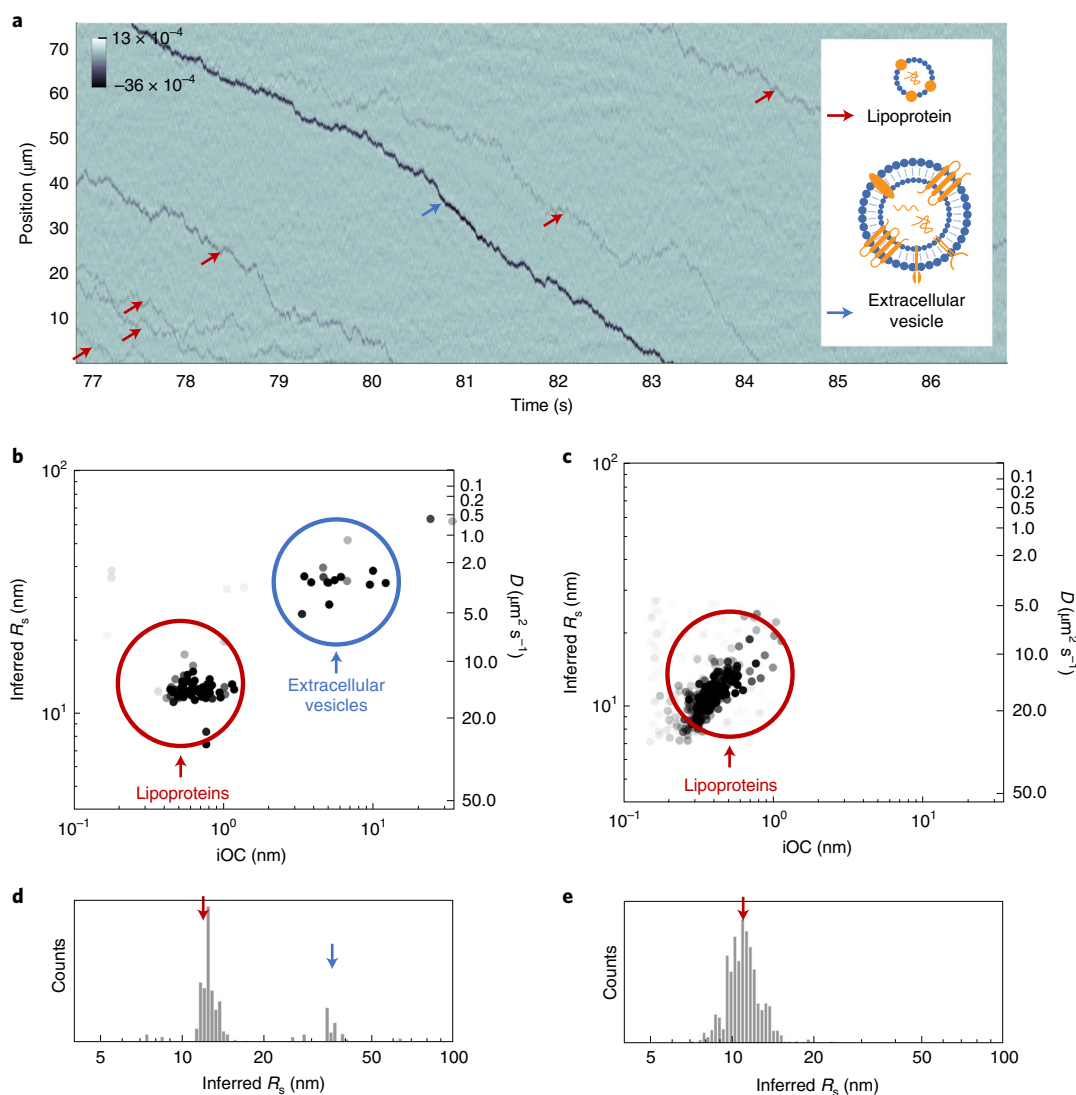 a
13 × 10⁻⁴
−36 × 10⁻⁴
70
60
50
40
30
20
10
Position (μm)
77 78 79 80 81 82 83 84 85 86
Time (s)
Lipoprotein
Extracellular
vesicle
b
10²
10¹
Inferred Rₛ (nm)
10⁻¹ 10⁰ 10¹
iOC (nm)
0.1
0.2
0.5
1.0
2.0
5.0
10.0
20.0
50.0
D (μm² s⁻¹)
Extracellular
vesicles
Lipoproteins
c
10²
10¹
Inferred Rₛ (nm)
10⁻¹ 10⁰ 10¹
iOC (nm)
0.1
0.2
0.5
1.0
2.0
5.0
10.0
20.0
50.0
D (μm² s⁻¹)
Lipoproteins
d
Counts
5 10 20 50 100
Inferred Rₛ (nm)
e
Counts
5 10 20 50 100
Inferred Rₛ (nm)